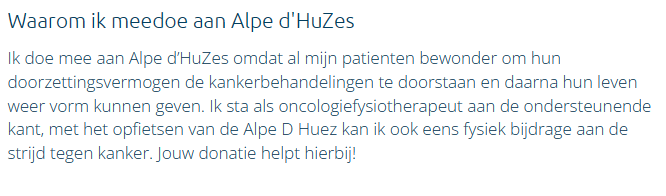 Waarom ik meedoe aan Alpe d'HuZes
Ik doe mee aan Alpe d’HuZes omdat al mijn patienten bewonder om hun
doorzettingsvermogen de kankerbehandelingen te doorstaan en daarna hun leven
weer vorm kunnen geven. Ik sta als oncologiefysiotherapeut aan de ondersteunende
kant, met het opfietsen van de Alpe D Huez kan ik ook eens fysiek bijdrage aan de
strijd tegen kanker. Jouw donatie helpt hierbij!